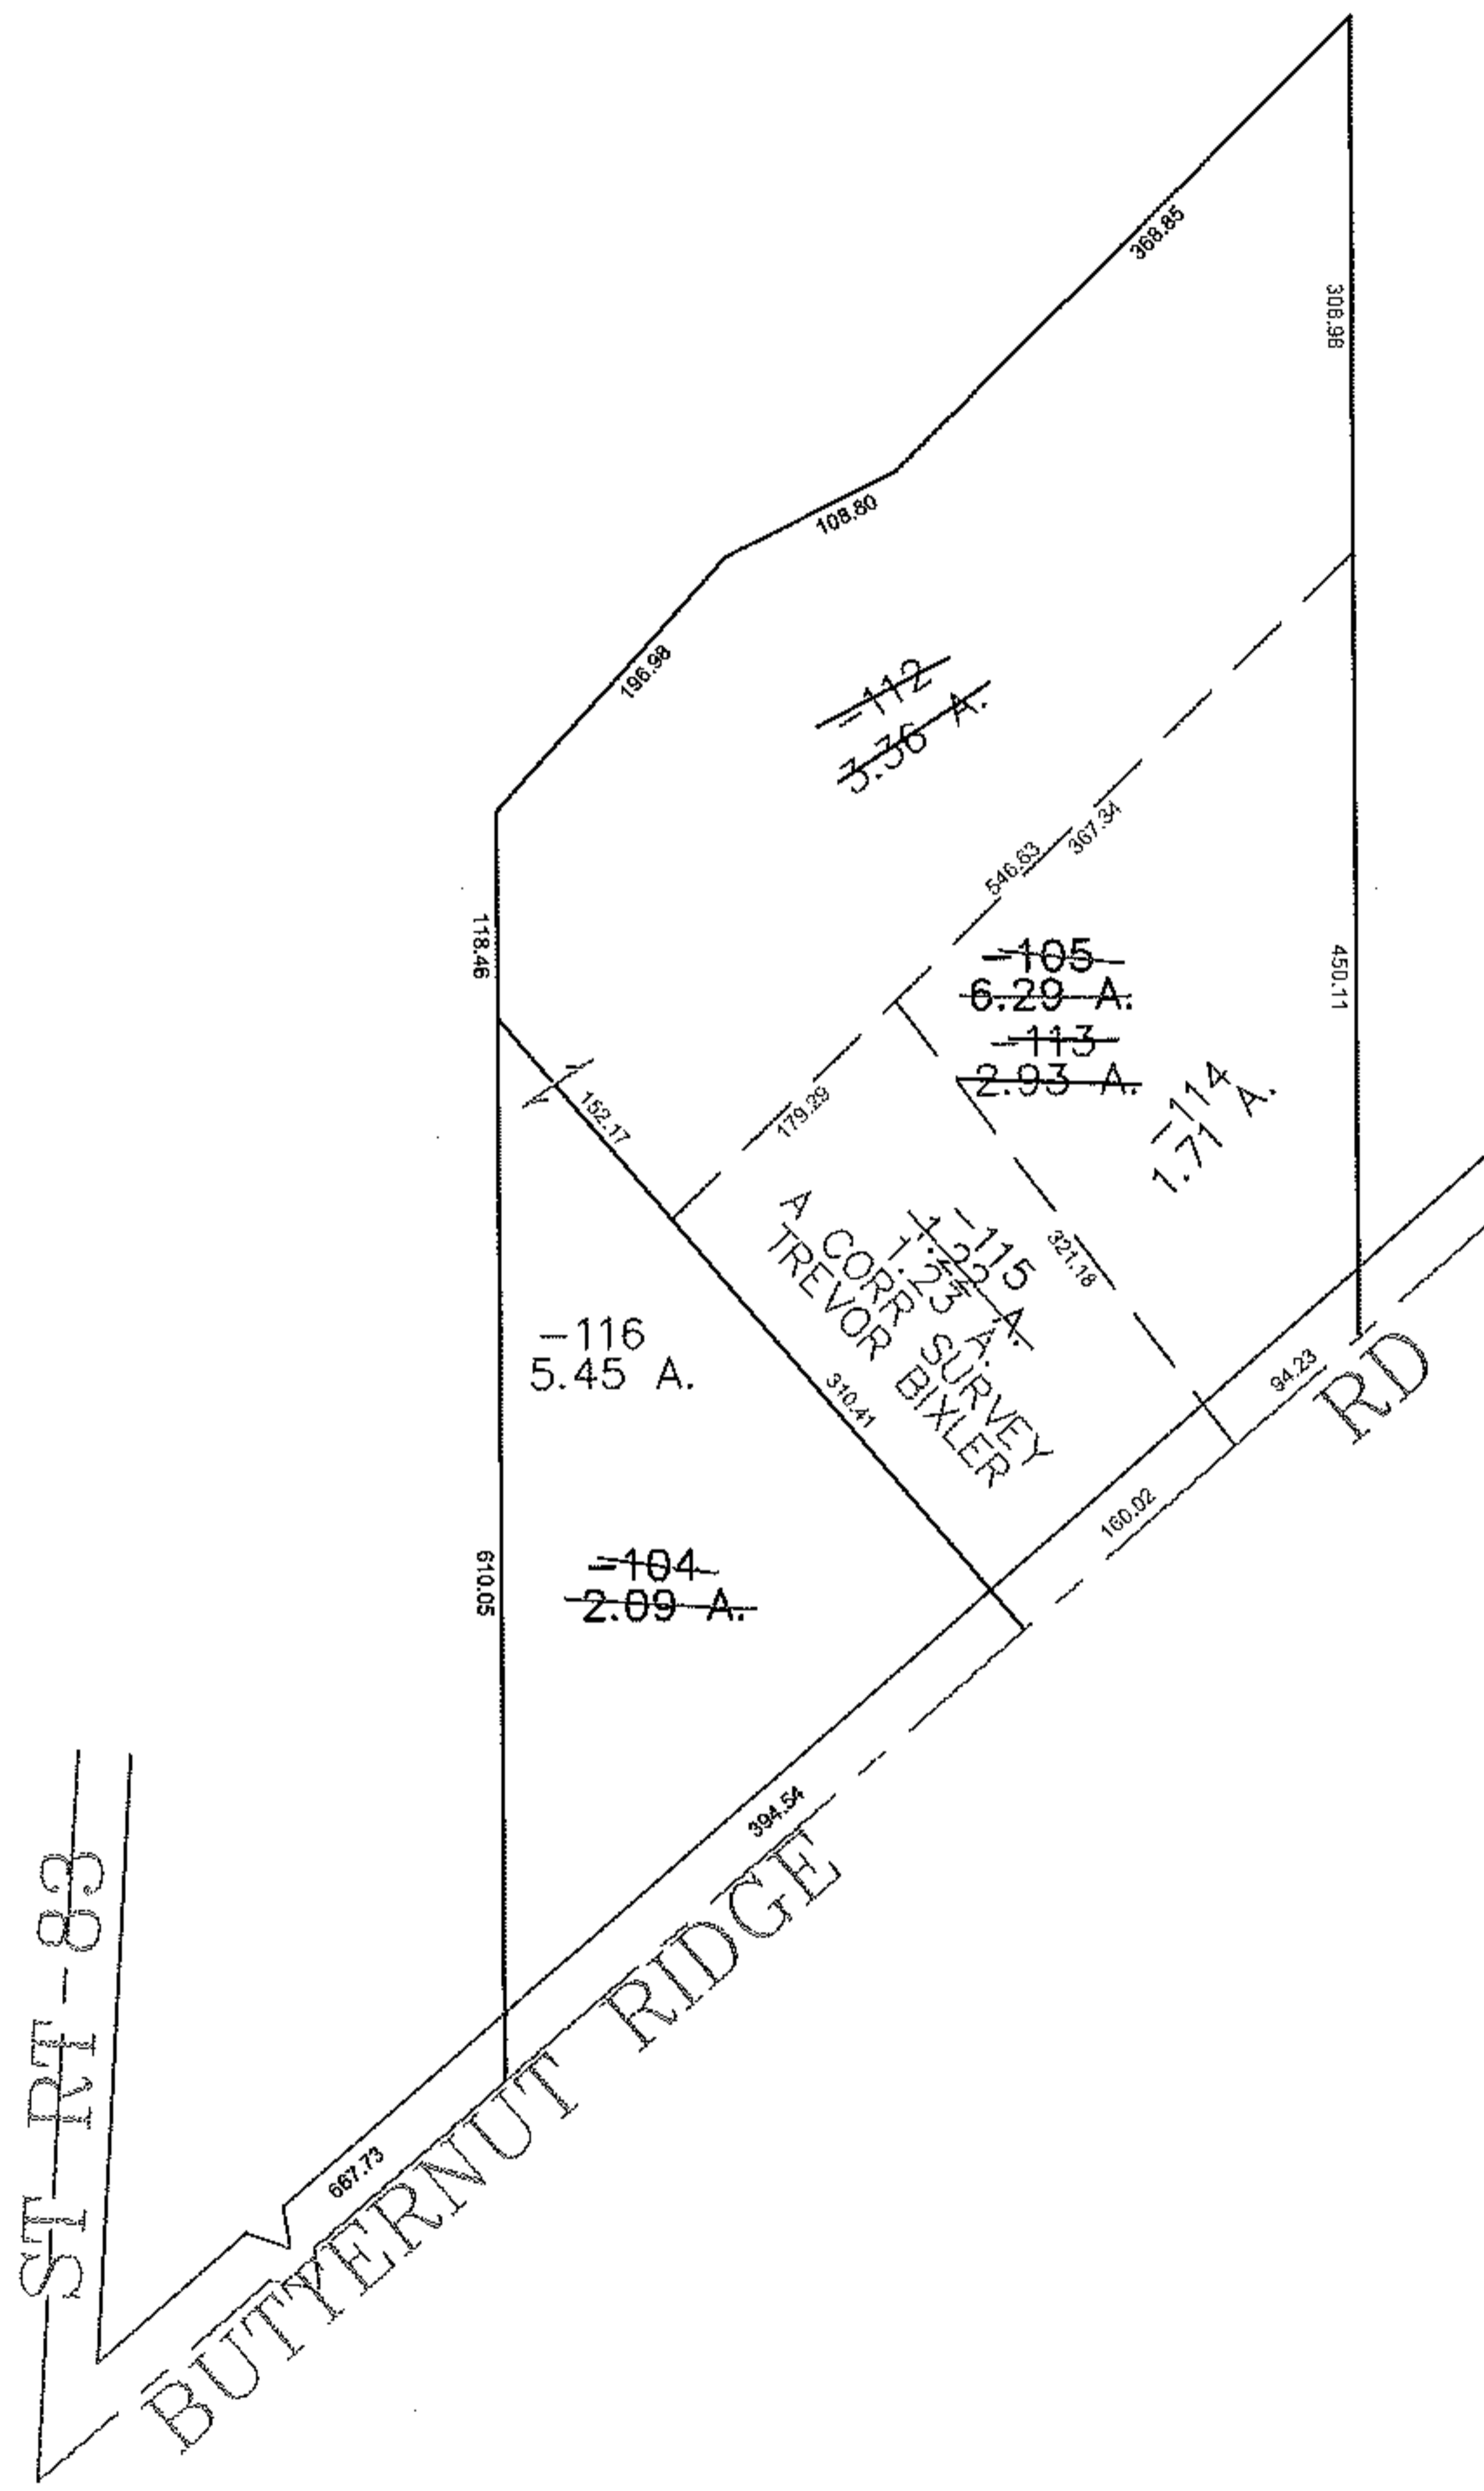 368.85
308.98
108.80
196.98
-112
3.36 A.
118.46
546.63
367.34
-105
6.29 A.
-113
2.93 A.
450.11
-114
1.71 A.
152.17
179.29
-115
1.22 A.
1.23 A.
A CORR SURVEY
TREVOR BIXLER
321.18
-116
5.45 A.
310.41
94.23
RD
160.02
-104
2.09 A.
610.05
394.54
ST RT 83
667.73
BUTYERNUT RIDGE